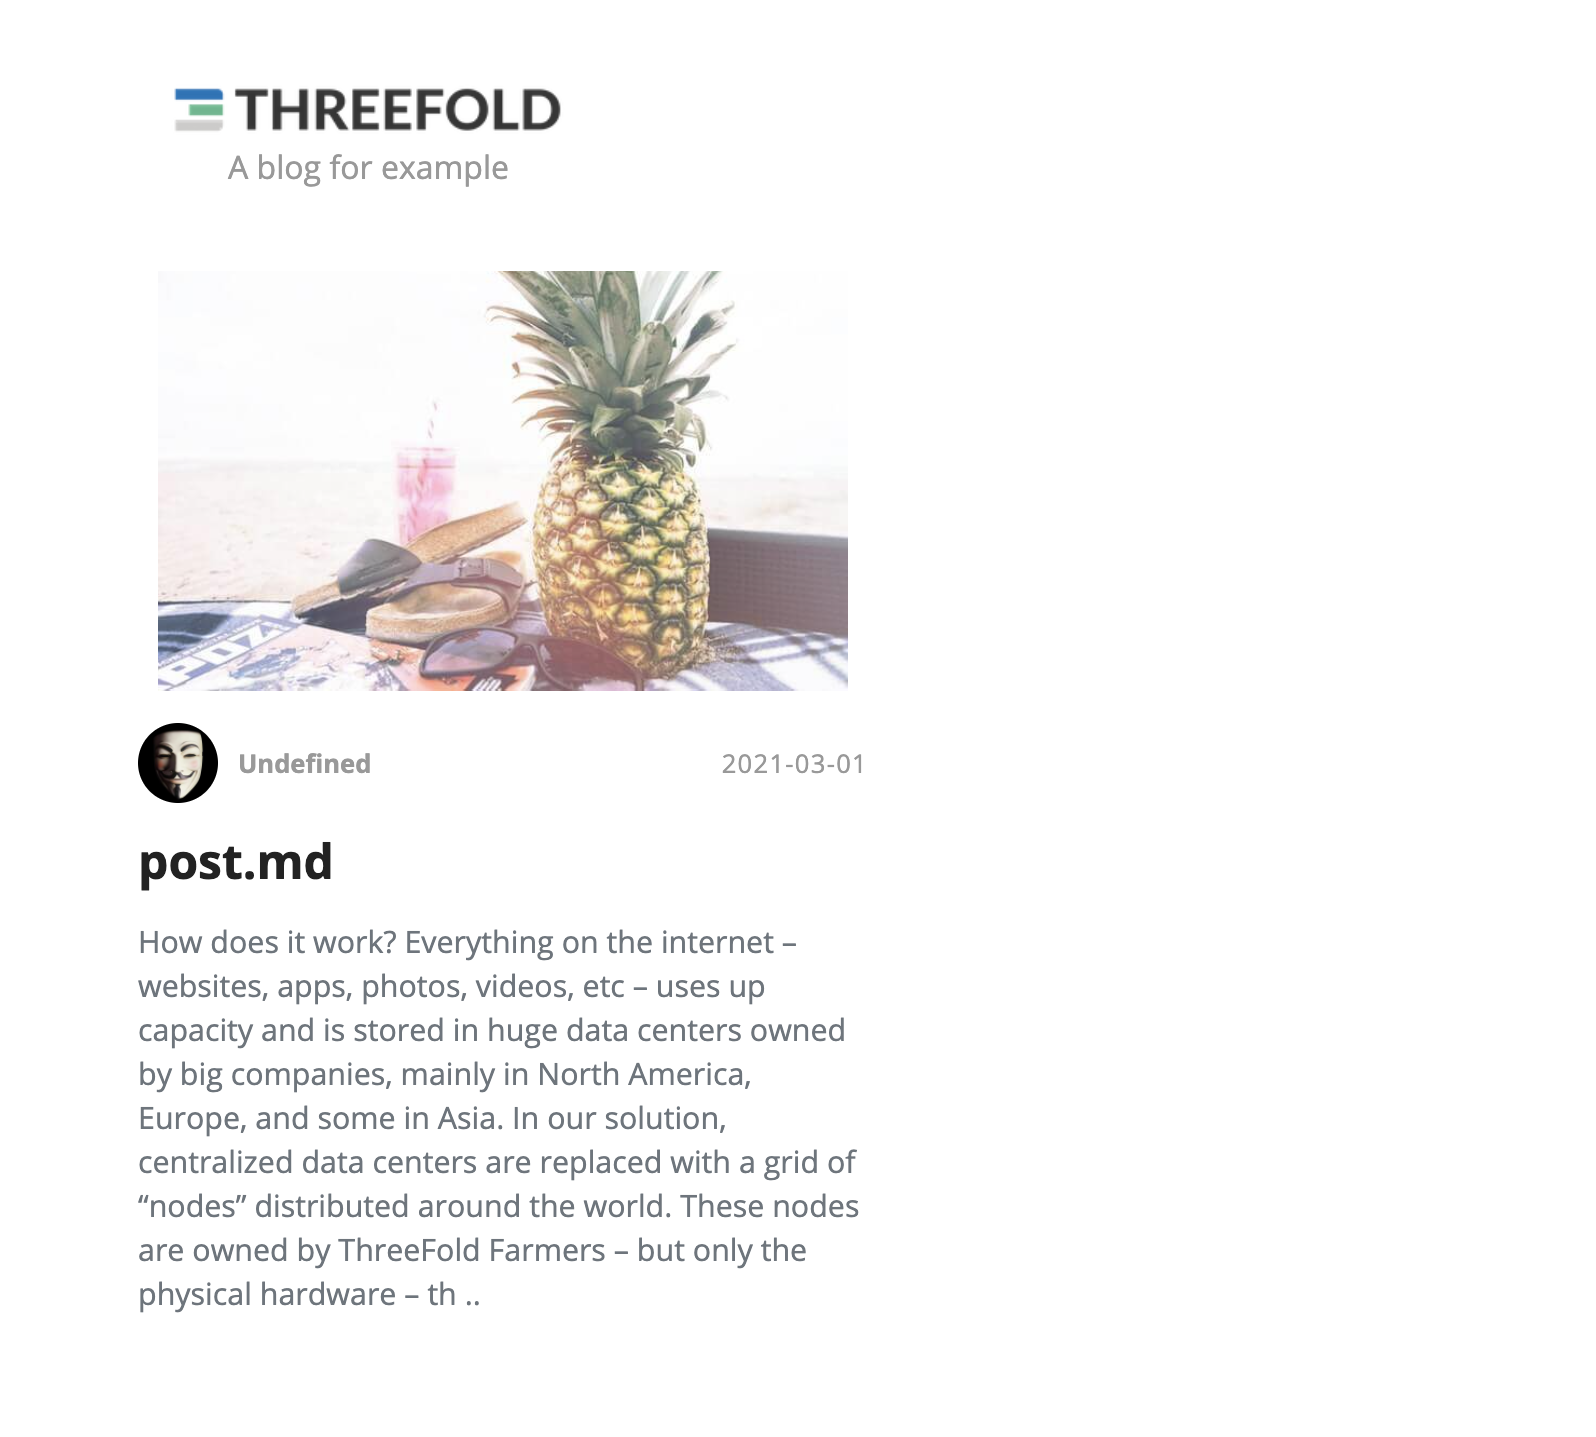 THREEFOLD
A blog for example
POZ
Undefined
2021-03-01
post.md
How does it work? Everything on the internet –
websites, apps, photos, videos, etc – uses up
capacity and is stored in huge data centers owned
by big companies, mainly in North America,
Europe, and some in Asia. In our solution,
centralized data centers are replaced with a grid of
“nodes” distributed around the world. These nodes
are owned by ThreeFold Farmers – but only the
physical hardware – th ..